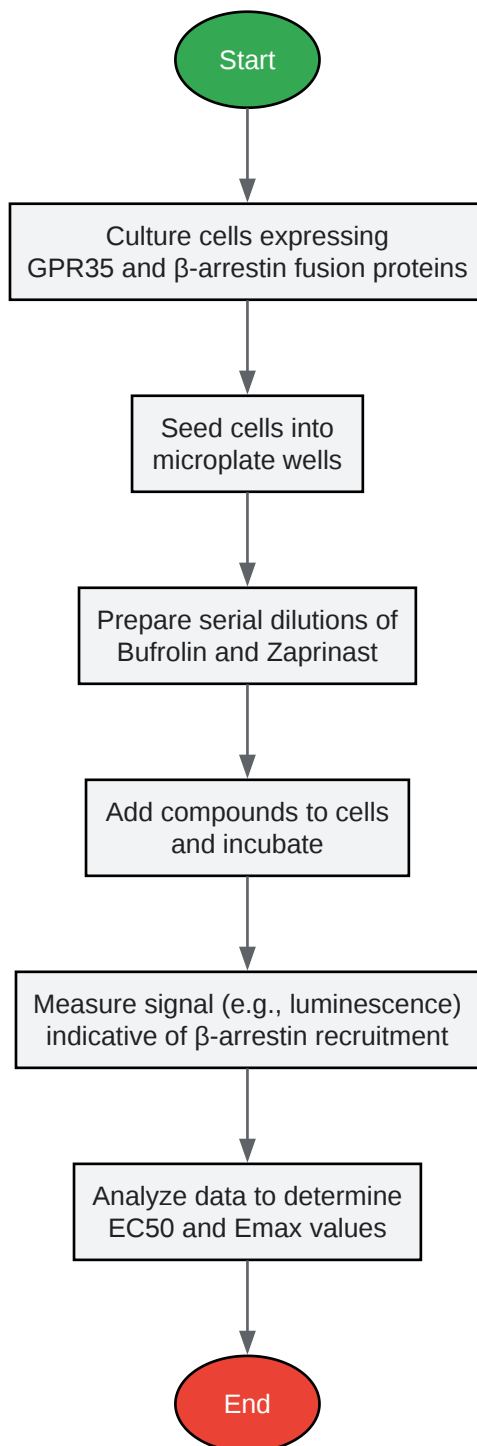 Start
Culture cells expressing
GPR35 and β-arrestin fusion proteins
Seed cells into
microplate wells
Prepare serial dilutions of
Bufrolin and Zaprinast
Add compounds to cells
and incubate
Measure signal (e.g., luminescence)
indicative of β-arrestin recruitment
Analyze data to determine
EC50 and Emax values
End